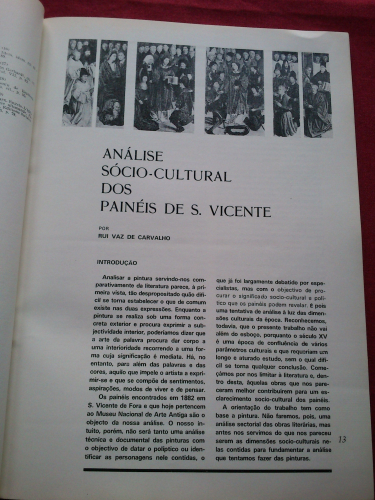 ANÁLISE
SÓCIO-CULTURAL
DOS
PAINÉIS DE S. VICENTE
POR
RUI VAZ DE CARVALHO
INTRODUÇÃO
Analisar a pintura servindo-nos com-
parativamente da literatura parece, à primei-
ra vista, tão despropositado quão difí-
cil se torna estabelecer o que de comum
existe nas duas expressões. Enquanto a
pintura se realiza sob uma forma con-
creta exterior e procura exprimir a sub-
jectividade interior, poderíamos dizer que
a arte da palavra procura dar corpo a
uma interioridade recorrendo a uma for-
ma cuja significação é mediata. Há, no
entanto, para além das palavras e das
cores, aquilo que impele o artista a expri-
mir-se e que se compõe de sentimentos,
aspirações, modos de viver e de pensar.
Os painéis encontrados em 1882 em
S. Vicente de Fora e que hoje pertencem
ao Museu Nacional de Arte Antiga são o
objecto da nossa análise. O nosso in-
tuito, porém, não será tanto uma análise
técnica e documental das pinturas com
o objectivo de datar o políptico ou iden-
tificar as personagens nele contidas, o
que já foi largamente debatido por espe-
cialistas, mas com o objectivo de pro-
curar o significado socio-cultural e polí-
tico que os painéis podem revelar. É pois
uma tentativa de análise à luz das dimen-
sões culturais da época. Reconhecemos,
todavia, que o presente trabalho não vai
além do esboço, porquanto o século XV
é uma época de confluência de vários
parâmetros culturais e que requeriam um
longo e aturado estudo, sem o qual difí-
cil se torna qualquer conclusão. Come-
çámos por nos limitar à literatura e, den-
tro desta, àquelas obras que nos pare-
ceram melhor contribuírem para um es-
clarecimento socio-cultural dos painéis.
A orientação do trabalho tem como
base a pintura. Não faremos, pois, uma
análise sectorial das obras literárias, mas
antes nos servimos do que nos pareceu
serem as dimensões socio-culturais ne-
las contidas para fundamentar a análise
que tentamos fazer das pinturas.
13